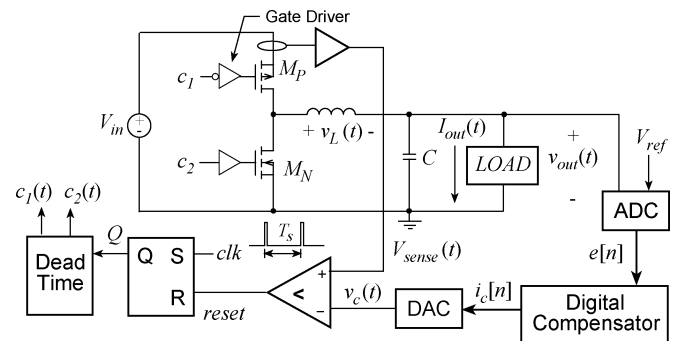 Gate Driver
c1
MP
Vin
+
-
+ vL (t) -
Iout(t)
+
Vref
C
LOAD
vout(t)
c2
MN
-
c1(t)
c2(t)
ADC
Q
Ts
Vsense(t)
e[n]
Dead
Time
Q S
clk
R
reset
<
+
−
vc(t)
DAC
ic[n]
Digital
Compensator